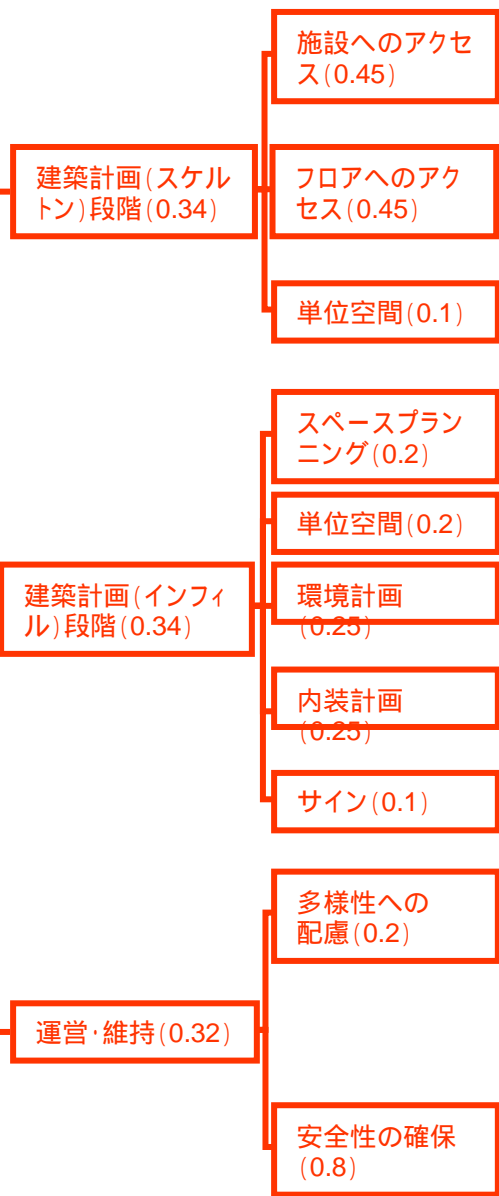 施設へのアクセ
ス(0.45)
建築計画(スケル
トン)段階(0.34)
フロアへのアク
セス(0.45)
単位空間(0.1)
スペースプラン
ニング(0.2)
単位空間(0.2)
建築計画(インフィ
ル)段階(0.34)
環境計画
(0.25)
内装計画
(0.25)
サイン(0.1)
多様性への
配慮(0.2)
運営・維持(0.32)
安全性の確保
(0.8)